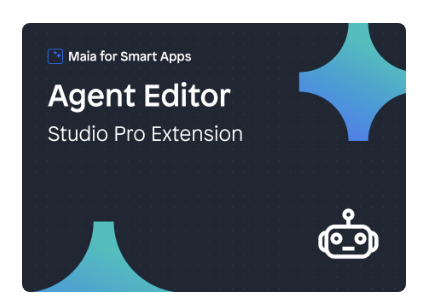 Maia for Smart Apps
Agent Editor
Studio Pro Extension